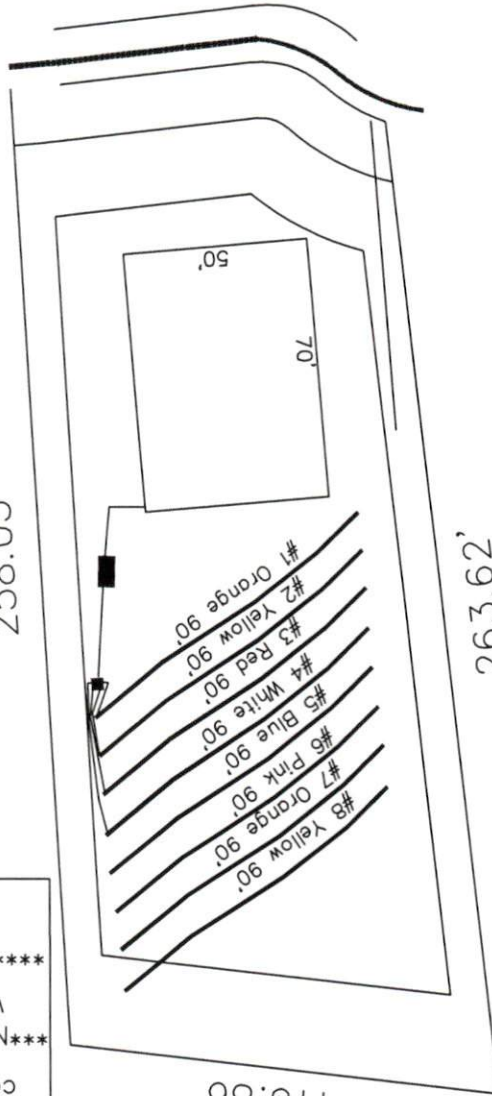 50'
70'
#1 Orange 90'
#2 Yellow 90'
#3 Red 90'
#4 White 90'
#5 Blue 90'
#6 Pink 90'
#7 Orange 90'
#8 Yellow 90'
263.62'
***
***